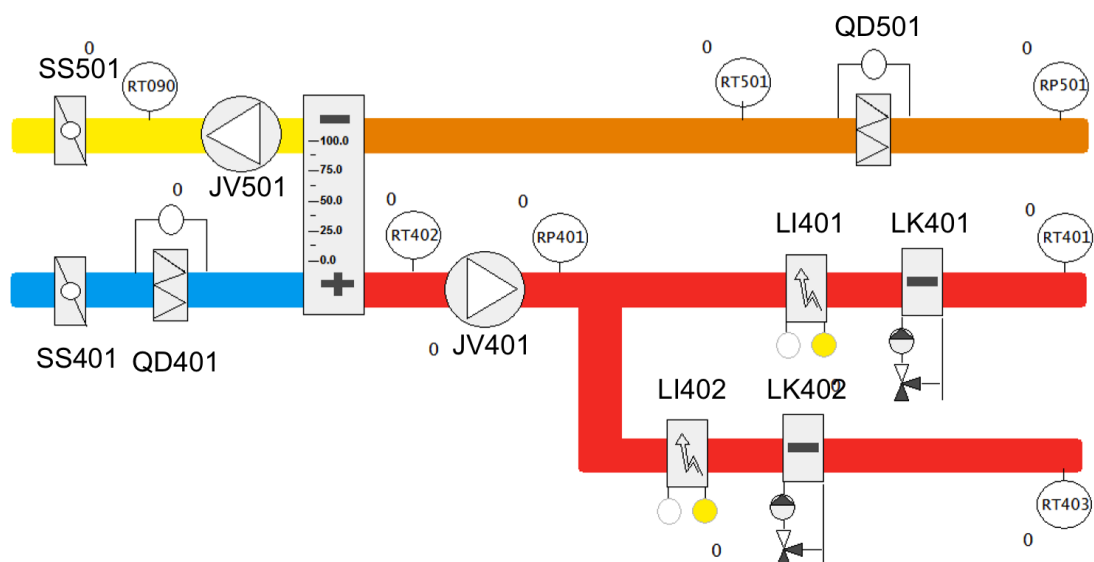 QD501
0
0
0
SS501
RT090
RT501
RP501
100.0
75.0
JV501
0
50.0
0
0
0
25.0
RT402
RP401
LI401
LK401
RT401
0.0
SS401
QD401
0
JV401
LI402
LK402
0
RT403
0
0